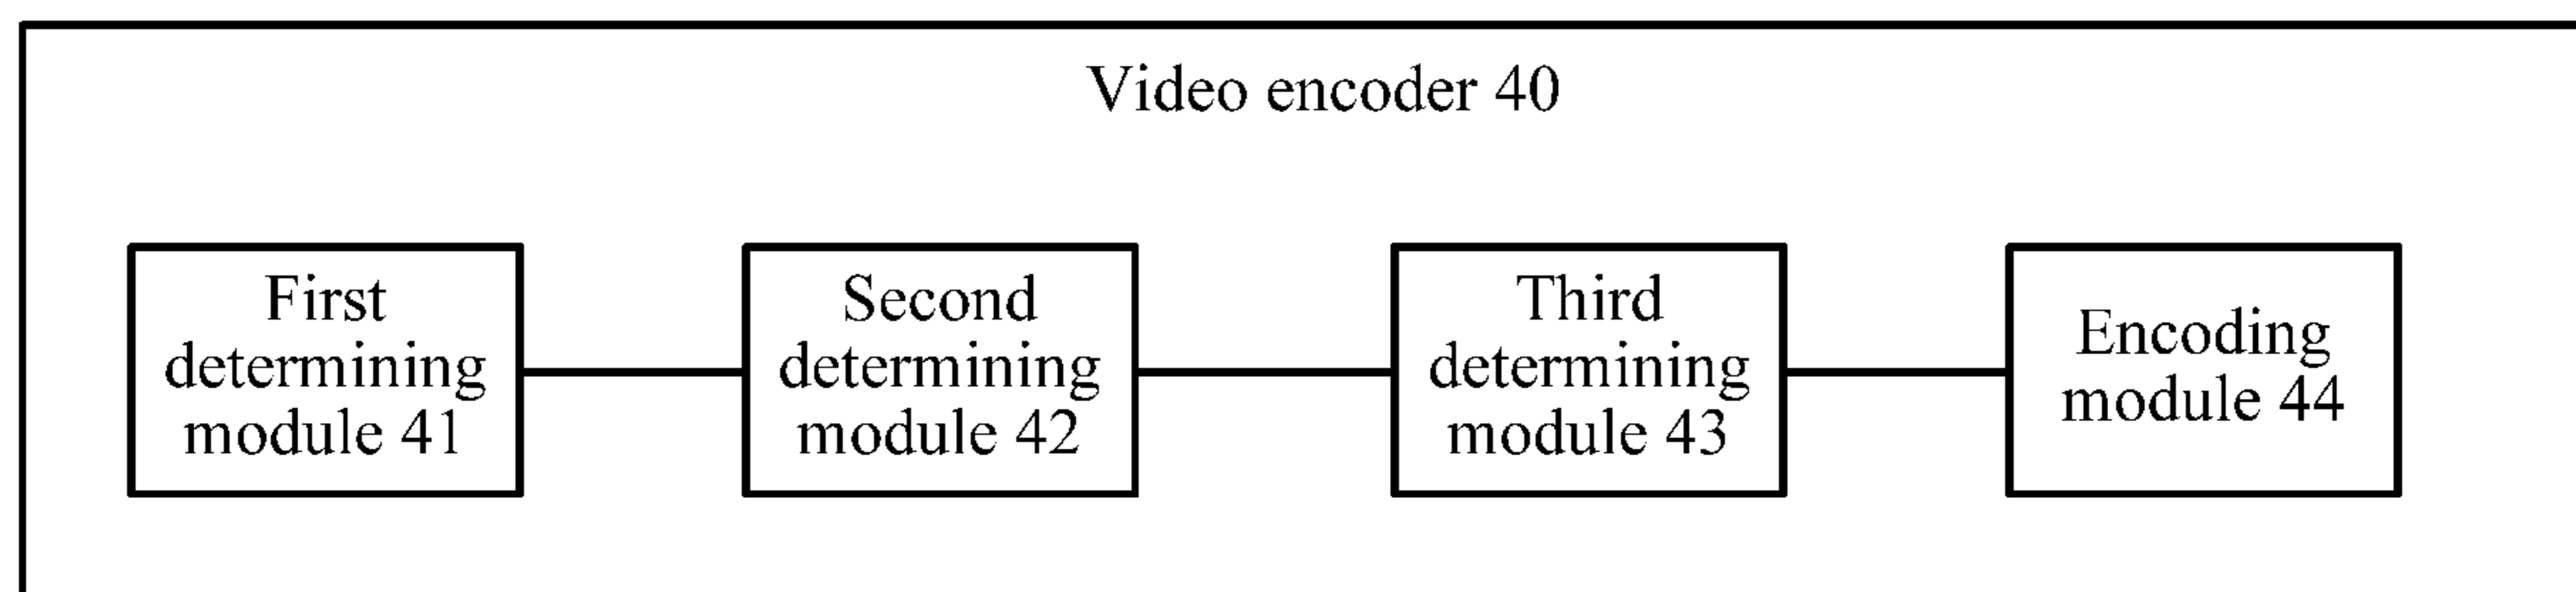 Video encoder 40
First
determining
module 41
Second
determining
module 42
Third
determining
module 43
Encoding
module 44